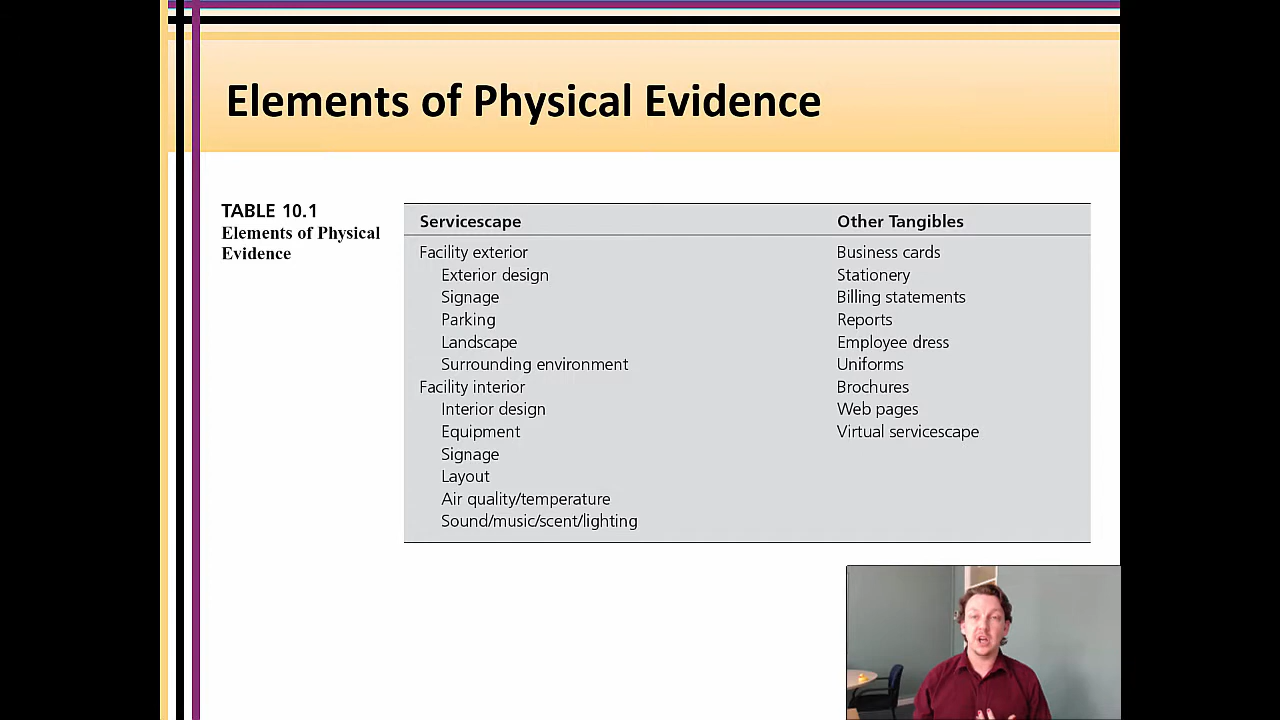 Elements of Physical Evidence
TABLE 10.1
Elements of Physical
Evidence
Servicescape
Other Tangibles
Facility exterior
Exterior design
Signage
Parking
Landscape
Surrounding environment
Facility interior
Interior design
Equipment
Signage
Layout
Air quality/temperature
Sound/music/scent/lighting
Business cards
Stationery
Billing statements
Reports
Employee dress
Uniforms
Brochures
Web pages
Virtual servicescape